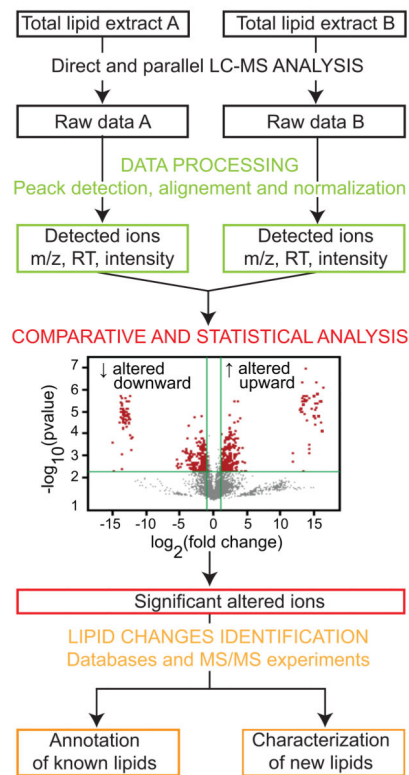 Total lipid extract A
Total lipid extract B
Direct and parallel LC-MS ANALYSIS
Raw data A
Raw data B
DATA PROCESSING
Peack detection, alignement and normalization
Detected ions
m/z, RT, intensity
Detected ions
m/z, RT, intensity
COMPARATIVE AND STATISTICAL ANALYSIS
↓ altered
downward
↑ altered
upward
-log10(pvalue)
7
6
5
4
3
2
1
-15 -10 -5 0 5 10 15
log2(fold change)
Significant altered ions
LIPID CHANGES IDENTIFICATION
Databases and MS/MS experiments
Annotation
of known lipids
Characterization
of new lipids